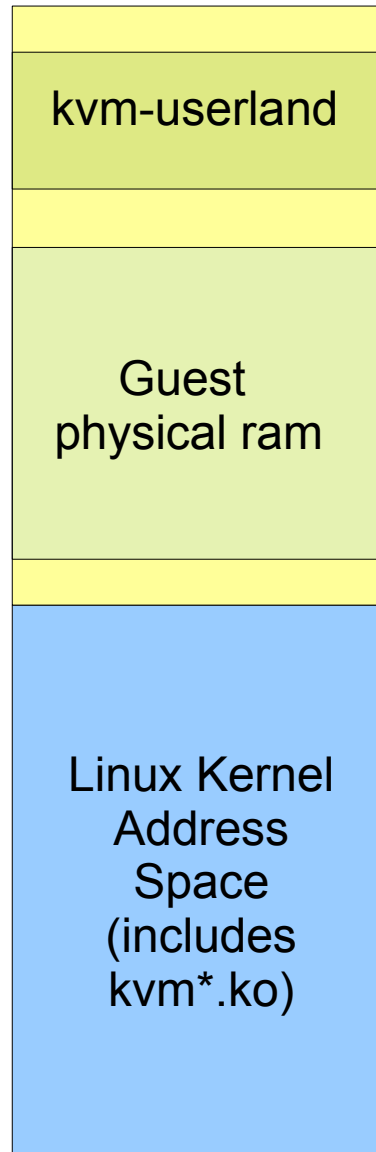 kvm-userland
Guest
physical ram
Linux Kernel
Address
Space
(includes
kvm*.ko)